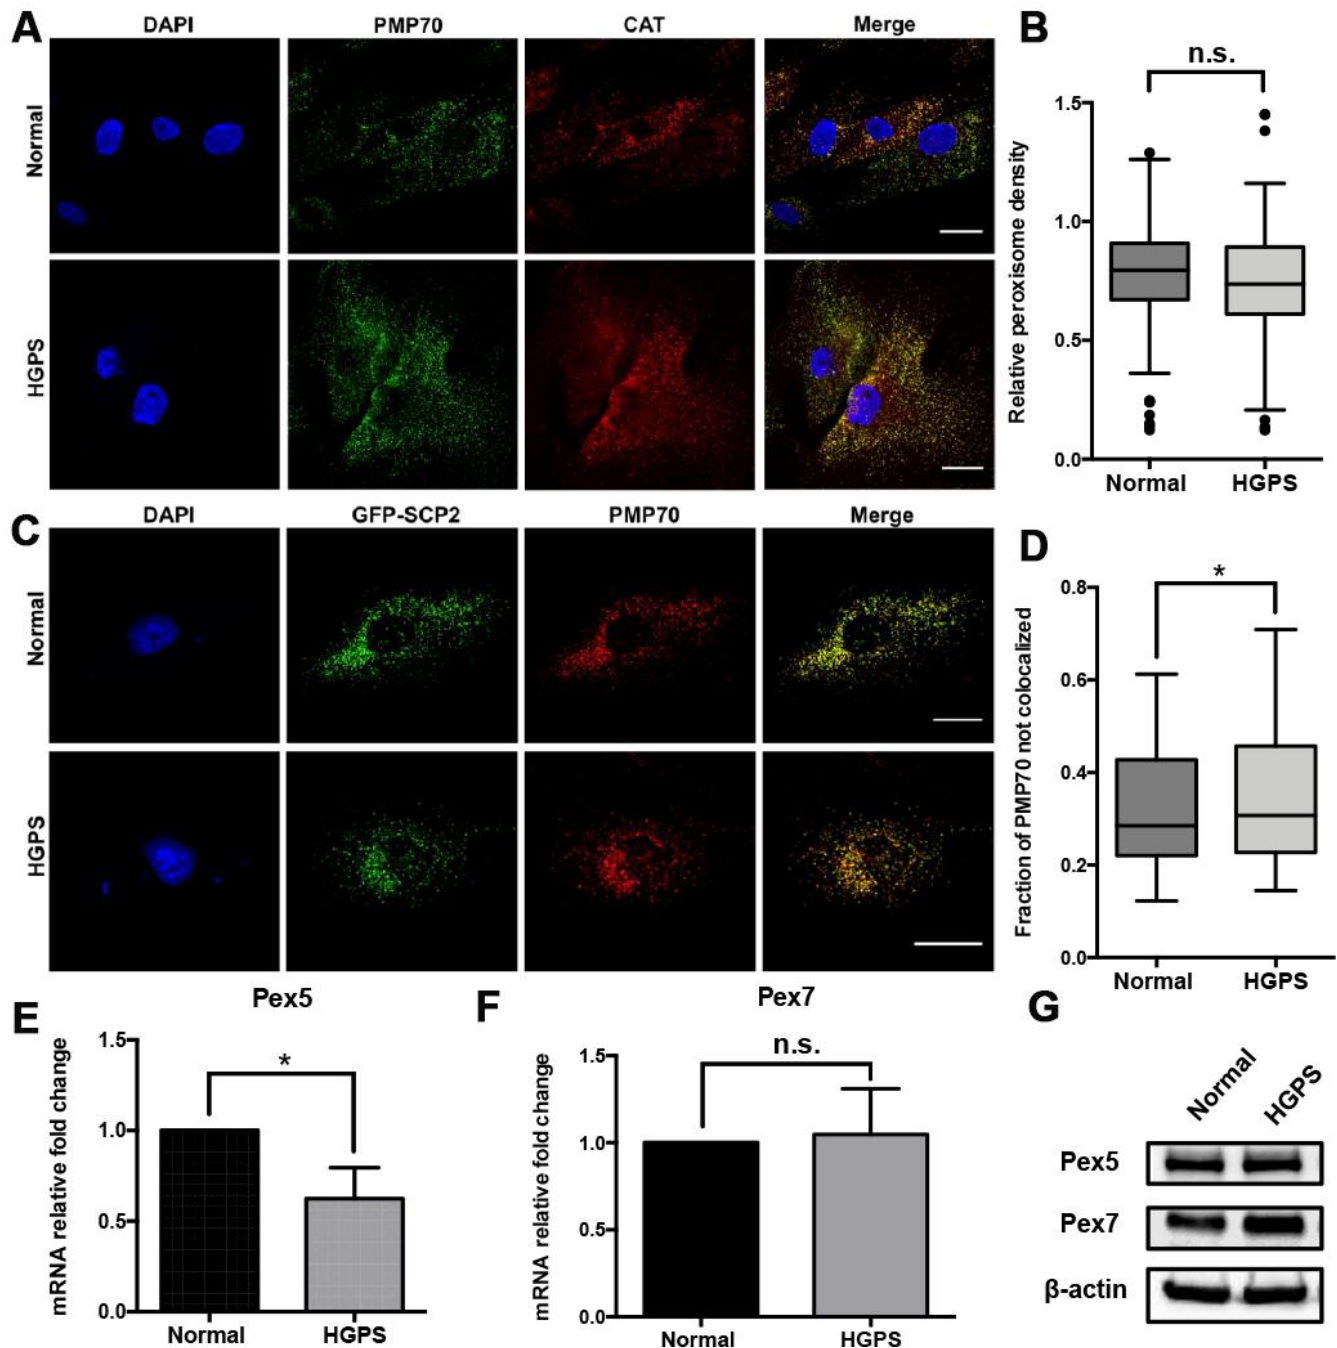 A
DAPI
PMP70
CAT
Merge
Normal
HGPS
B
n.s.
Relative peroxisome density
1.5
1.0
0.5
0.0
Normal
HGPS
C
DAPI
GFP-SCP2
PMP70
Merge
Normal
HGPS
D
*
Fraction of PMP70 not colocalized
0.8
0.6
0.4
0.2
0.0
Normal
HGPS
E
Pex5
*
mRNA relative fold change
1.5
1.0
0.5
0.0
Normal
HGPS
F
Pex7
n.s.
mRNA relative fold change
1.5
1.0
0.5
0.0
Normal
HGPS
G
Normal
HGPS
Pex5
Pex7
β-actin